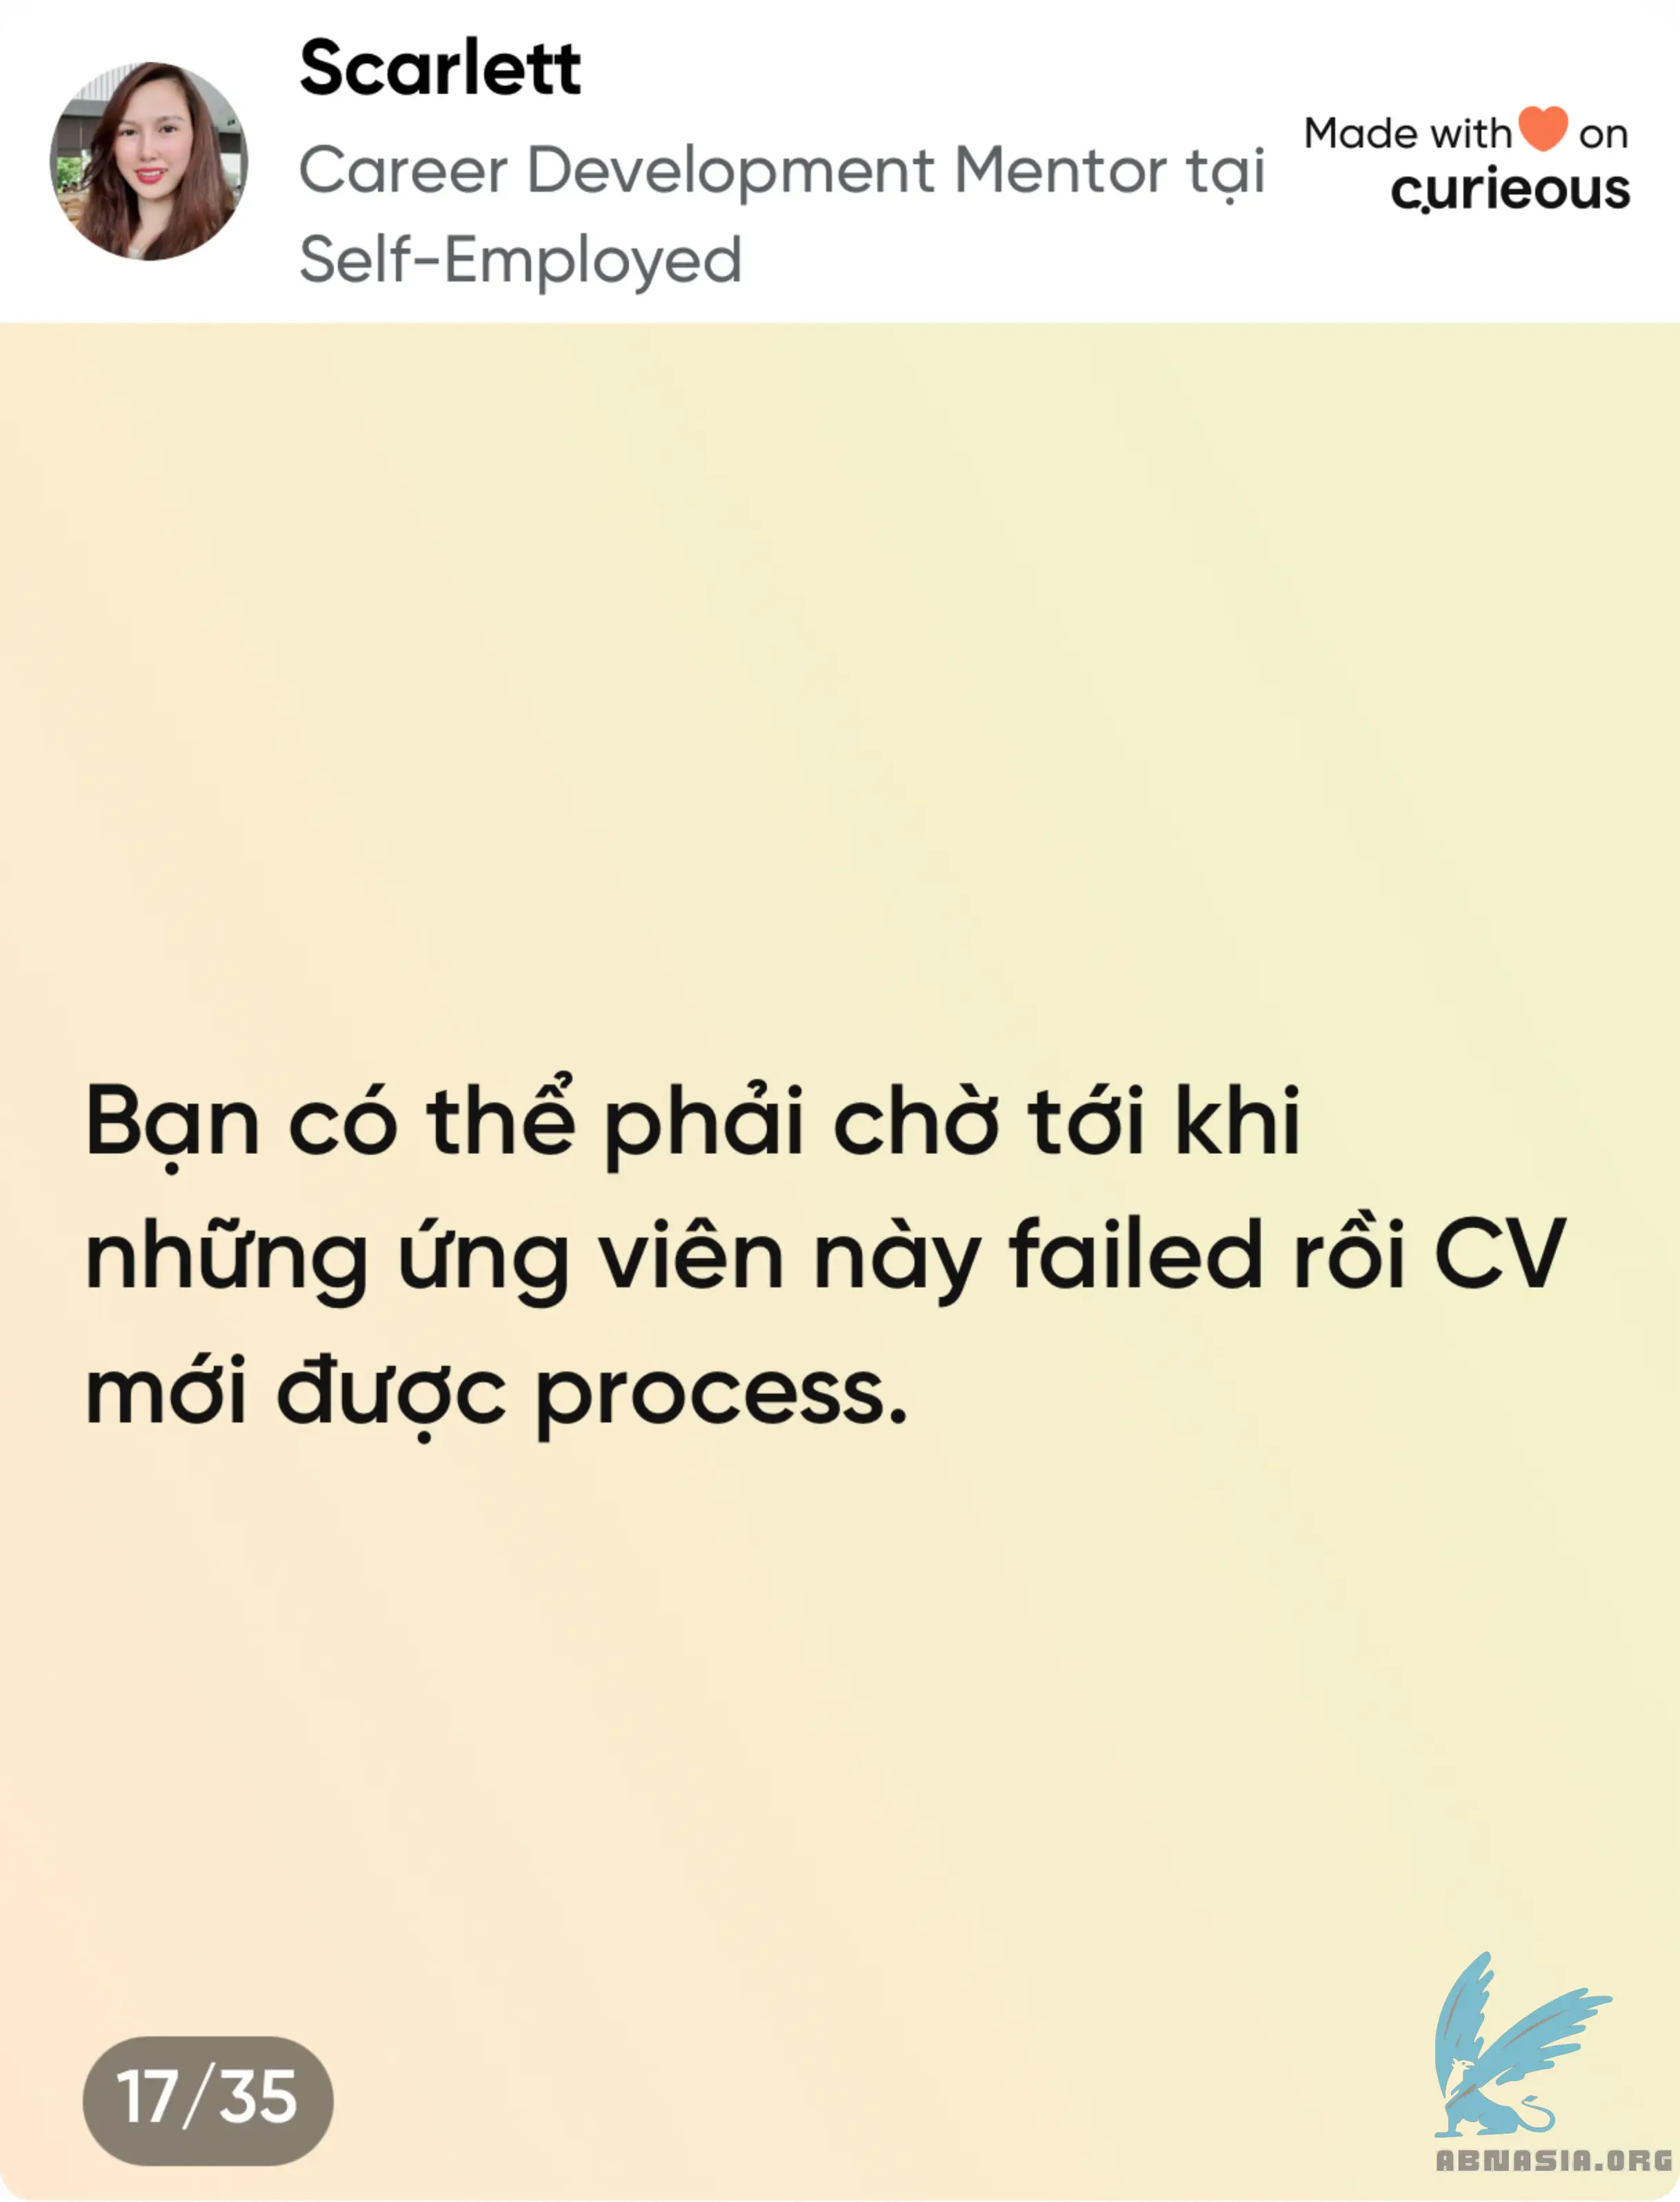 Scarlett
Career Development Mentor tại
Self-Employed
Made with on
curieous
Bạn có thể phải chờ tới khi
những ứng viên này failed rồi CV
mới được process.
17/35
ABNASIA.ORG